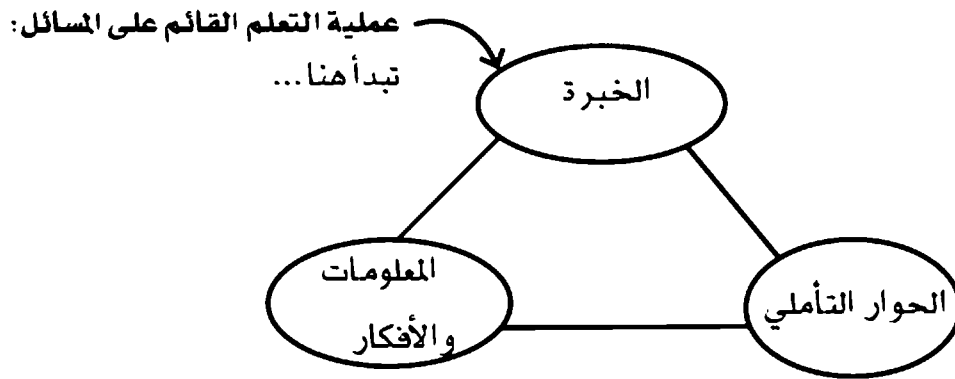 عملية التعلم القائم على المسائل:
تبدأ هنا...
الخبرة
المعلومات
والأفكار
الحوار التأملي